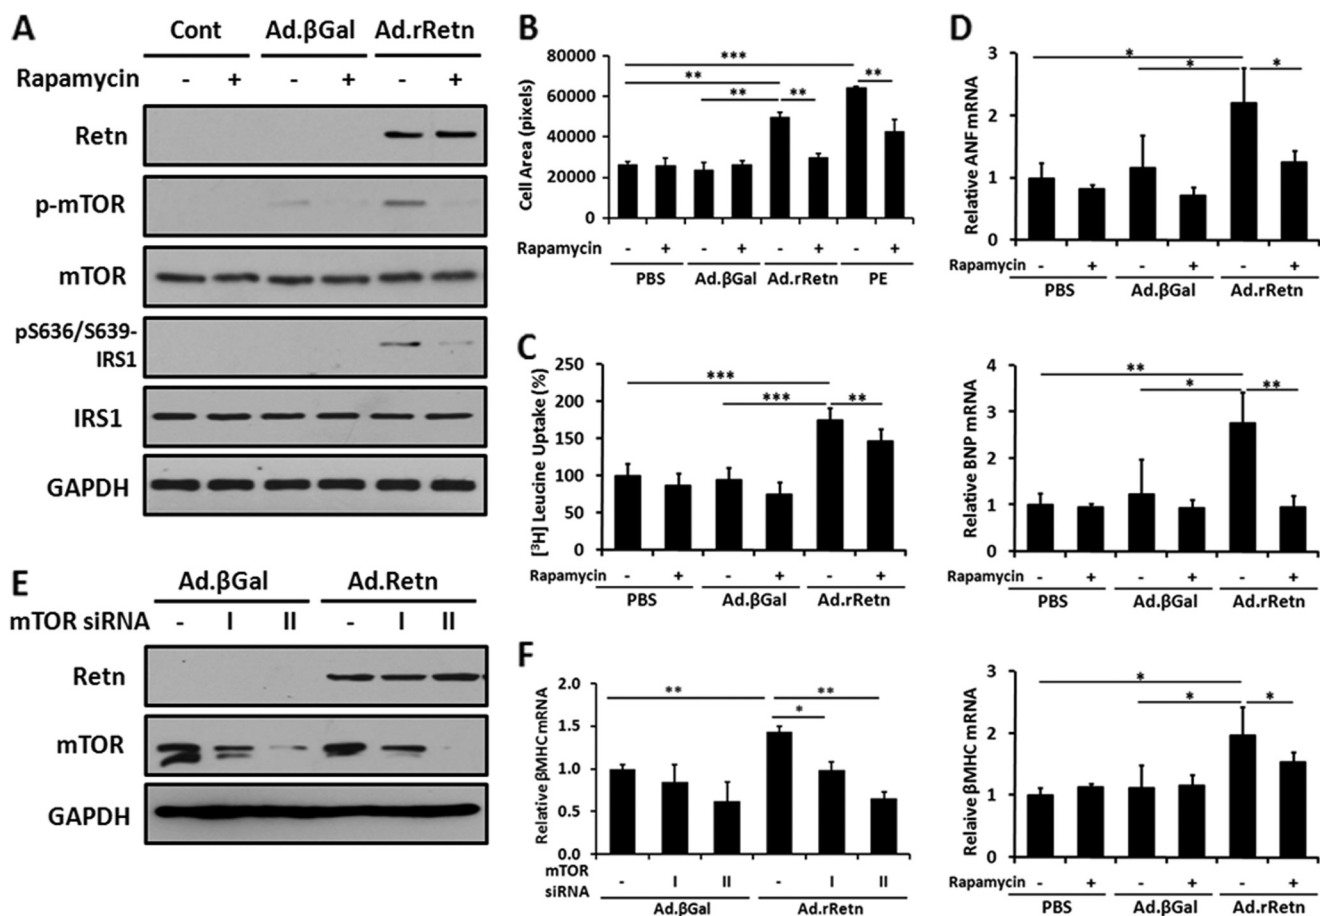 A
Cont Ad.βGal Ad.rRetn
Rapamycin - + - + - +
Retn
p-mTOR
mTOR
pS636/S639-
IRS1
IRS1
GAPDH
B
Cell Area (pixels)
80000
60000
40000
20000
0
*** ** ** ** **
Rapamycin - + - + - + - +
PBS Ad.βGal Ad.rRetn PE
C
[³H] Leucine Uptake (%)
250
200
150
100
50
0
*** *** **
Rapamycin - + - + - +
PBS Ad.βGal Ad.rRetn
D
Relative ANF mRNA
3
2
1
0
* * *
Rapamycin - + - + - +
PBS Ad.βGal Ad.rRetn
Relative BNP mRNA
4
3
2
1
0
** * **
Rapamycin - + - + - +
PBS Ad.βGal Ad.rRetn
Relaive βMHC mRNA
3
2
1
0
* * *
Rapamycin - + - + - +
PBS Ad.βGal Ad.rRetn
E
Ad.βGal Ad.Retn
mTOR siRNA - I II - I II
Retn
mTOR
GAPDH
F
Relative βMHC mRNA
2.0
1.5
1.0
0.5
0.0
** ** *
mTOR
siRNA - I II - I II
Ad.βGal Ad.rRetn